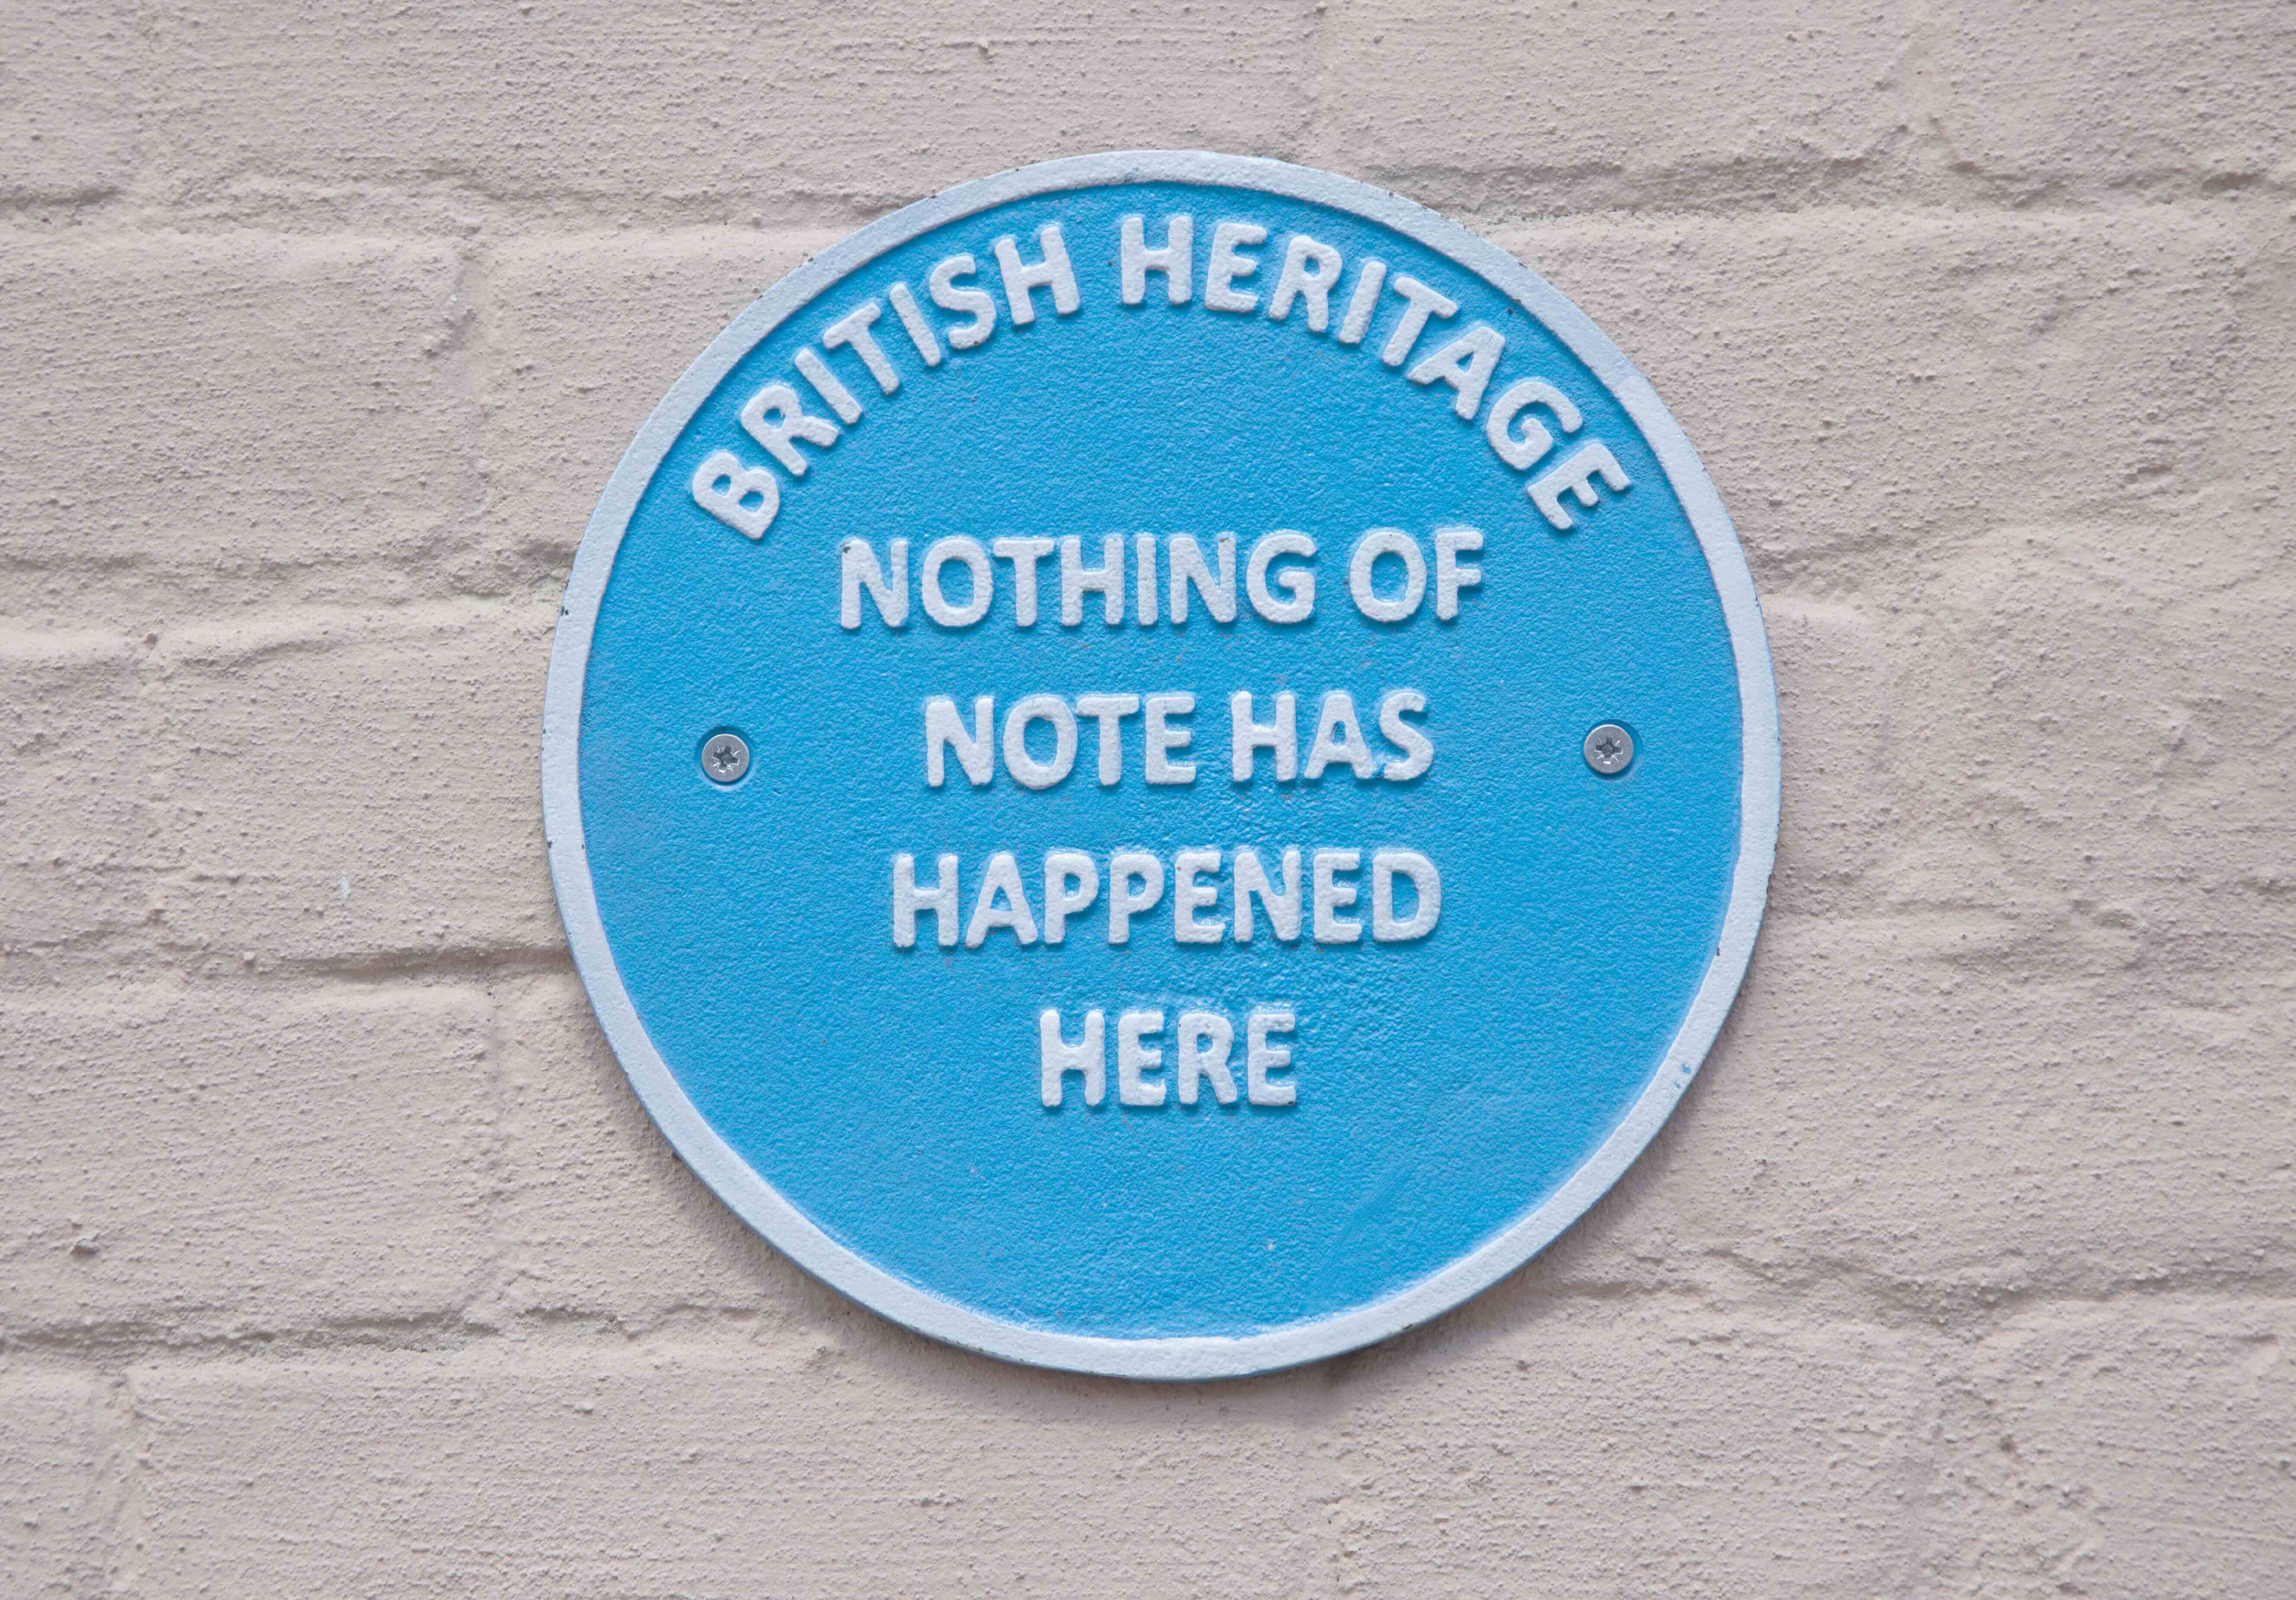 BRITISH HERITAGE
NOTHING OF
NOTE HAS
HAPPENED
HERE